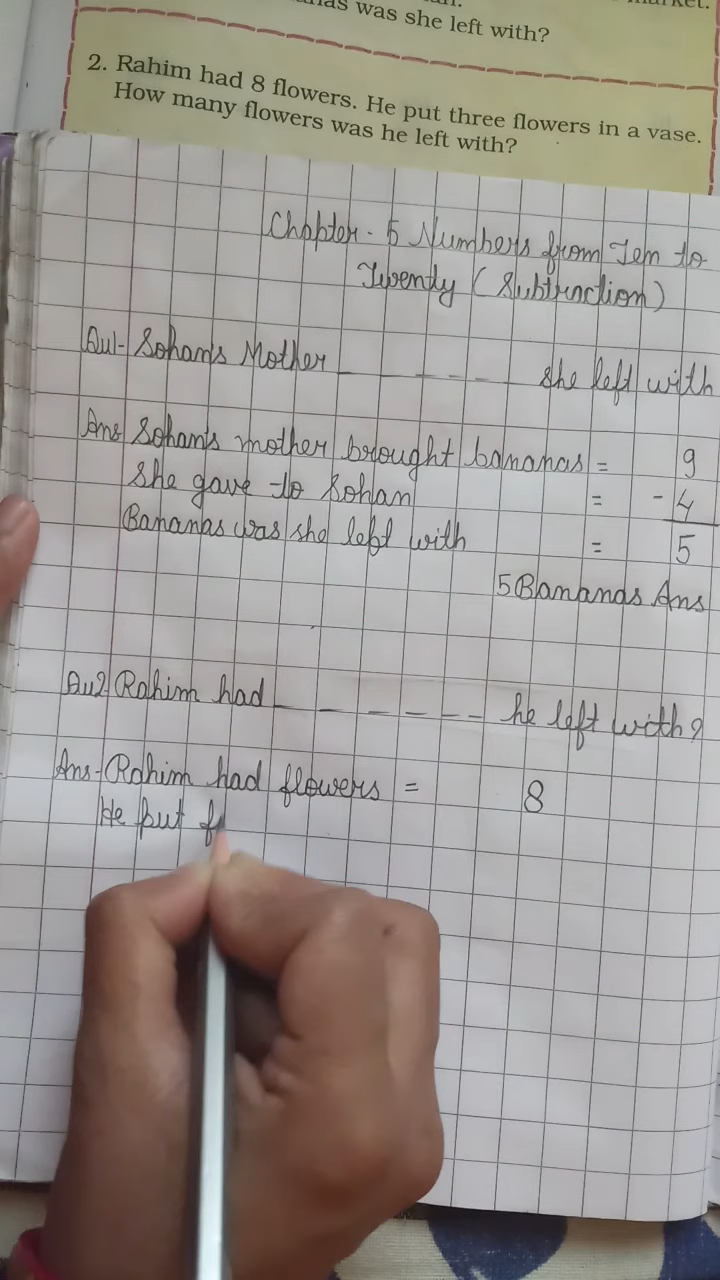 was she left with?
2. Rahim had 8 flowers. He put three flowers in a vase.
How many flowers was he left with?
Chapter - 5 Numbers from Ten to
Twenty (Subtraction)
Qu1- Sohan's Mother _ _ _ _ _ she left with
Ans Sohan's mother brought bananas = 9
She gave to Sohan = - 4
Bananas was she left with = 5
5 Bananas Ans
Qu2 Rahim had _ _ _ _ _ _ he left with?
Ans- Rahim had flowers = 8
He put f